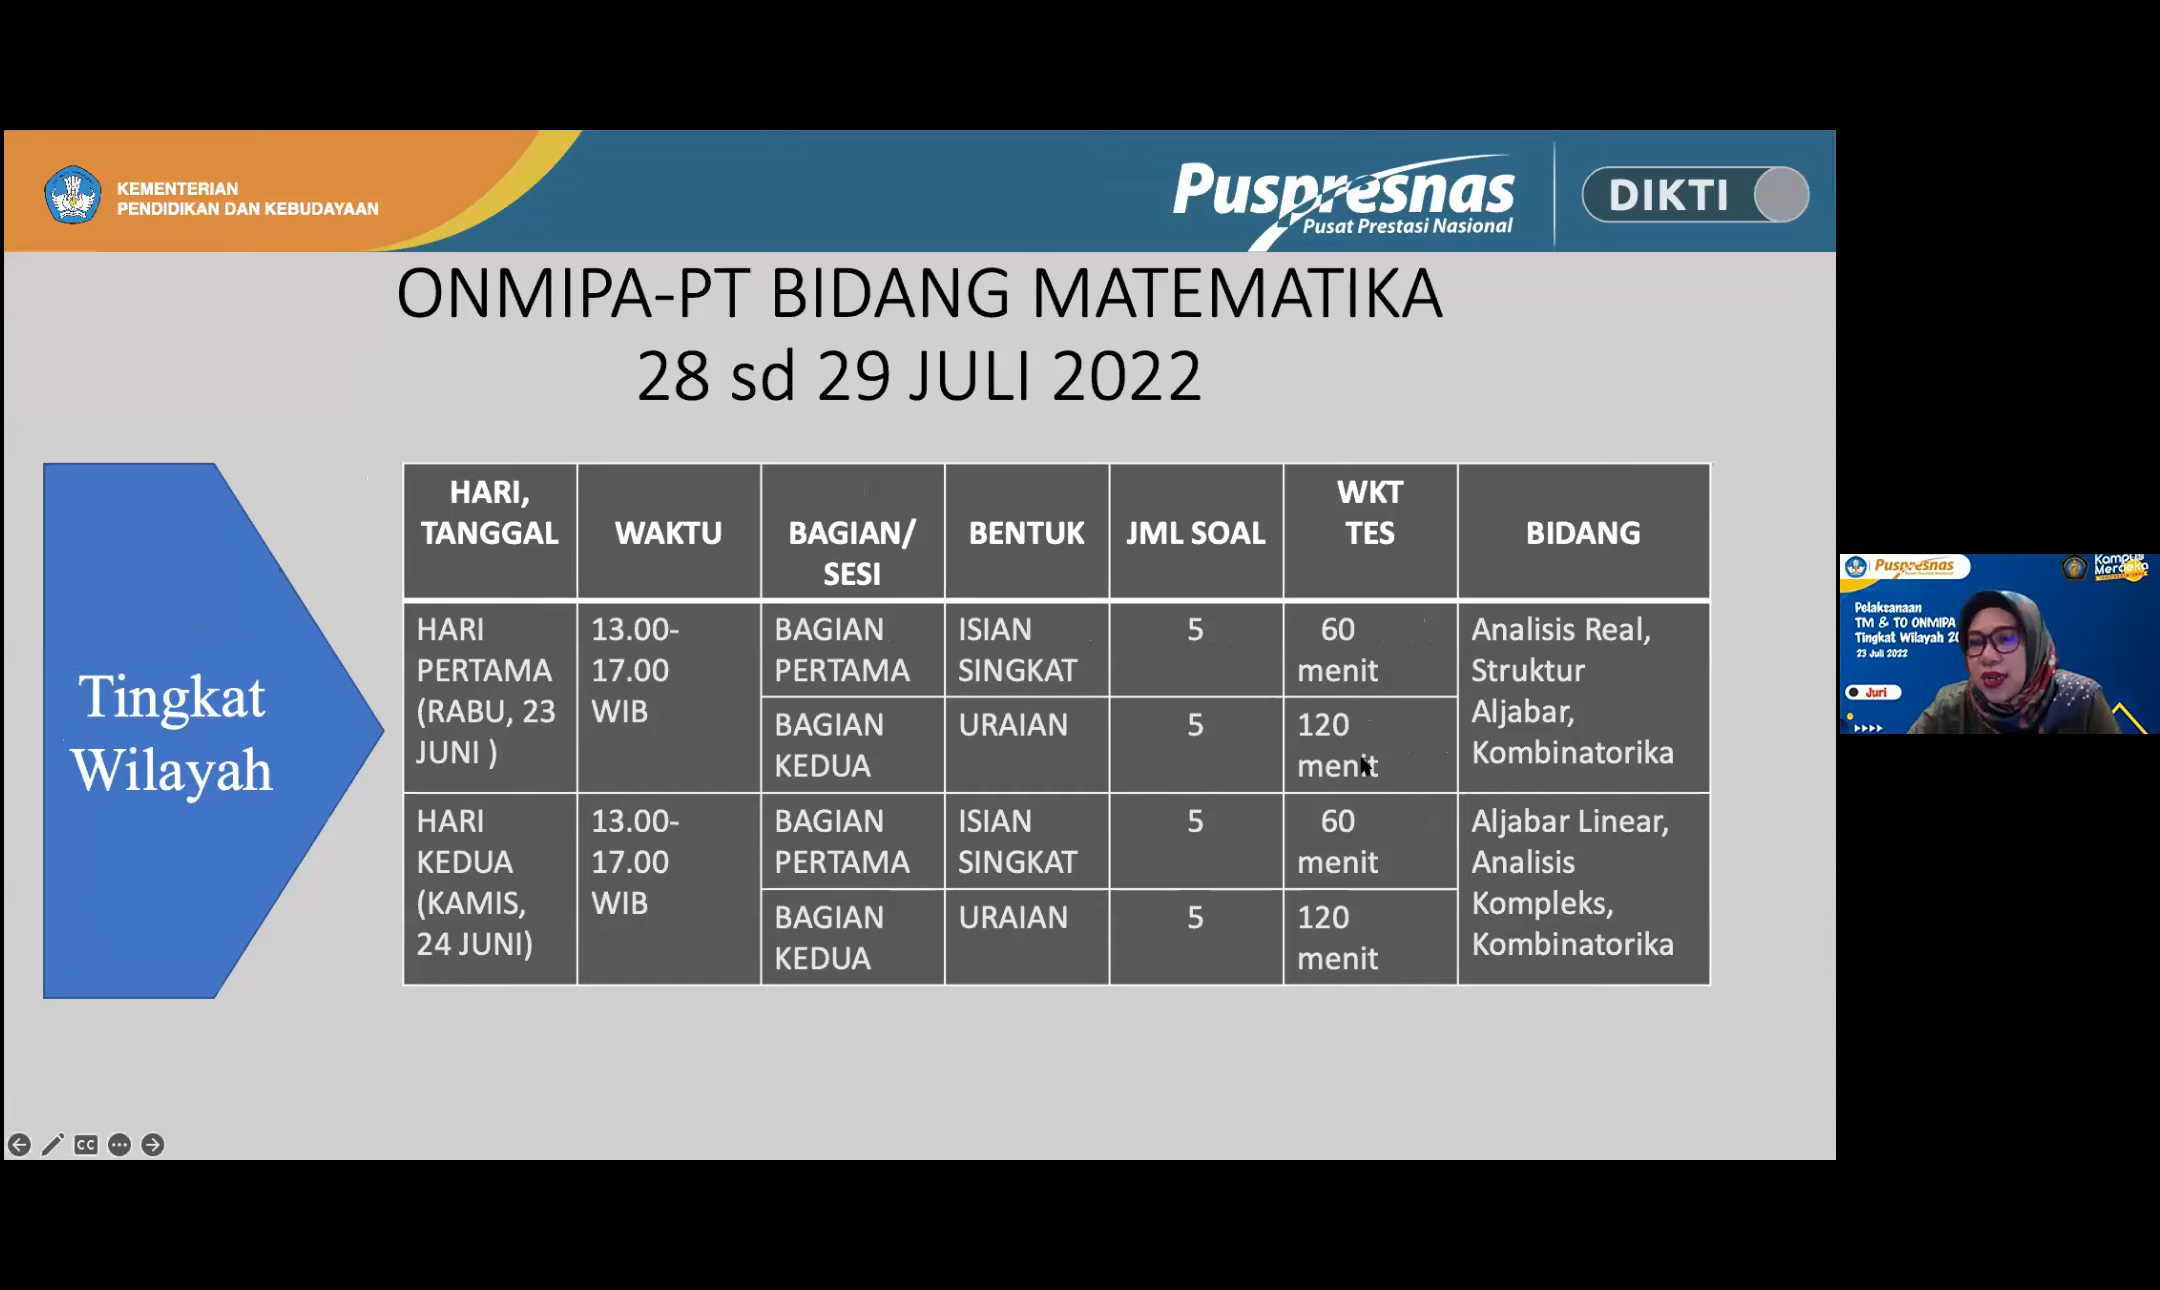 KEMENTERIAN
PENDIDIKAN DAN KEBUDAYAAN
Puspresnas
Pusat Prestasi Nasional
DIKTI
ONMIPA-PT BIDANG MATEMATIKA
28 sd 29 JULI 2022
Tingkat
Wilayah
HARI,
TANGGAL
WAKTU
BAGIAN/
SESI
BENTUK
JML SOAL
WKT
TES
BIDANG
HARI
PERTAMA
(RABU, 23
JUNI )
13.00-
17.00
WIB
BAGIAN
PERTAMA
ISIAN
SINGKAT
5
60
menit
Analisis Real,
Struktur
Aljabar,
Kombinatorika
BAGIAN
KEDUA
URAIAN
5
120
menit
HARI
KEDUA
(KAMIS,
24 JUNI)
13.00-
17.00
WIB
BAGIAN
PERTAMA
ISIAN
SINGKAT
5
60
menit
Aljabar Linear,
Analisis
Kompleks,
Kombinatorika
BAGIAN
KEDUA
URAIAN
5
120
menit
CC
Puspresnas
Kampus
Merdeka
Pelaksanaan
TM & TO ONMIPA
Tingkat Wilayah
23 Juli 2022
Juri